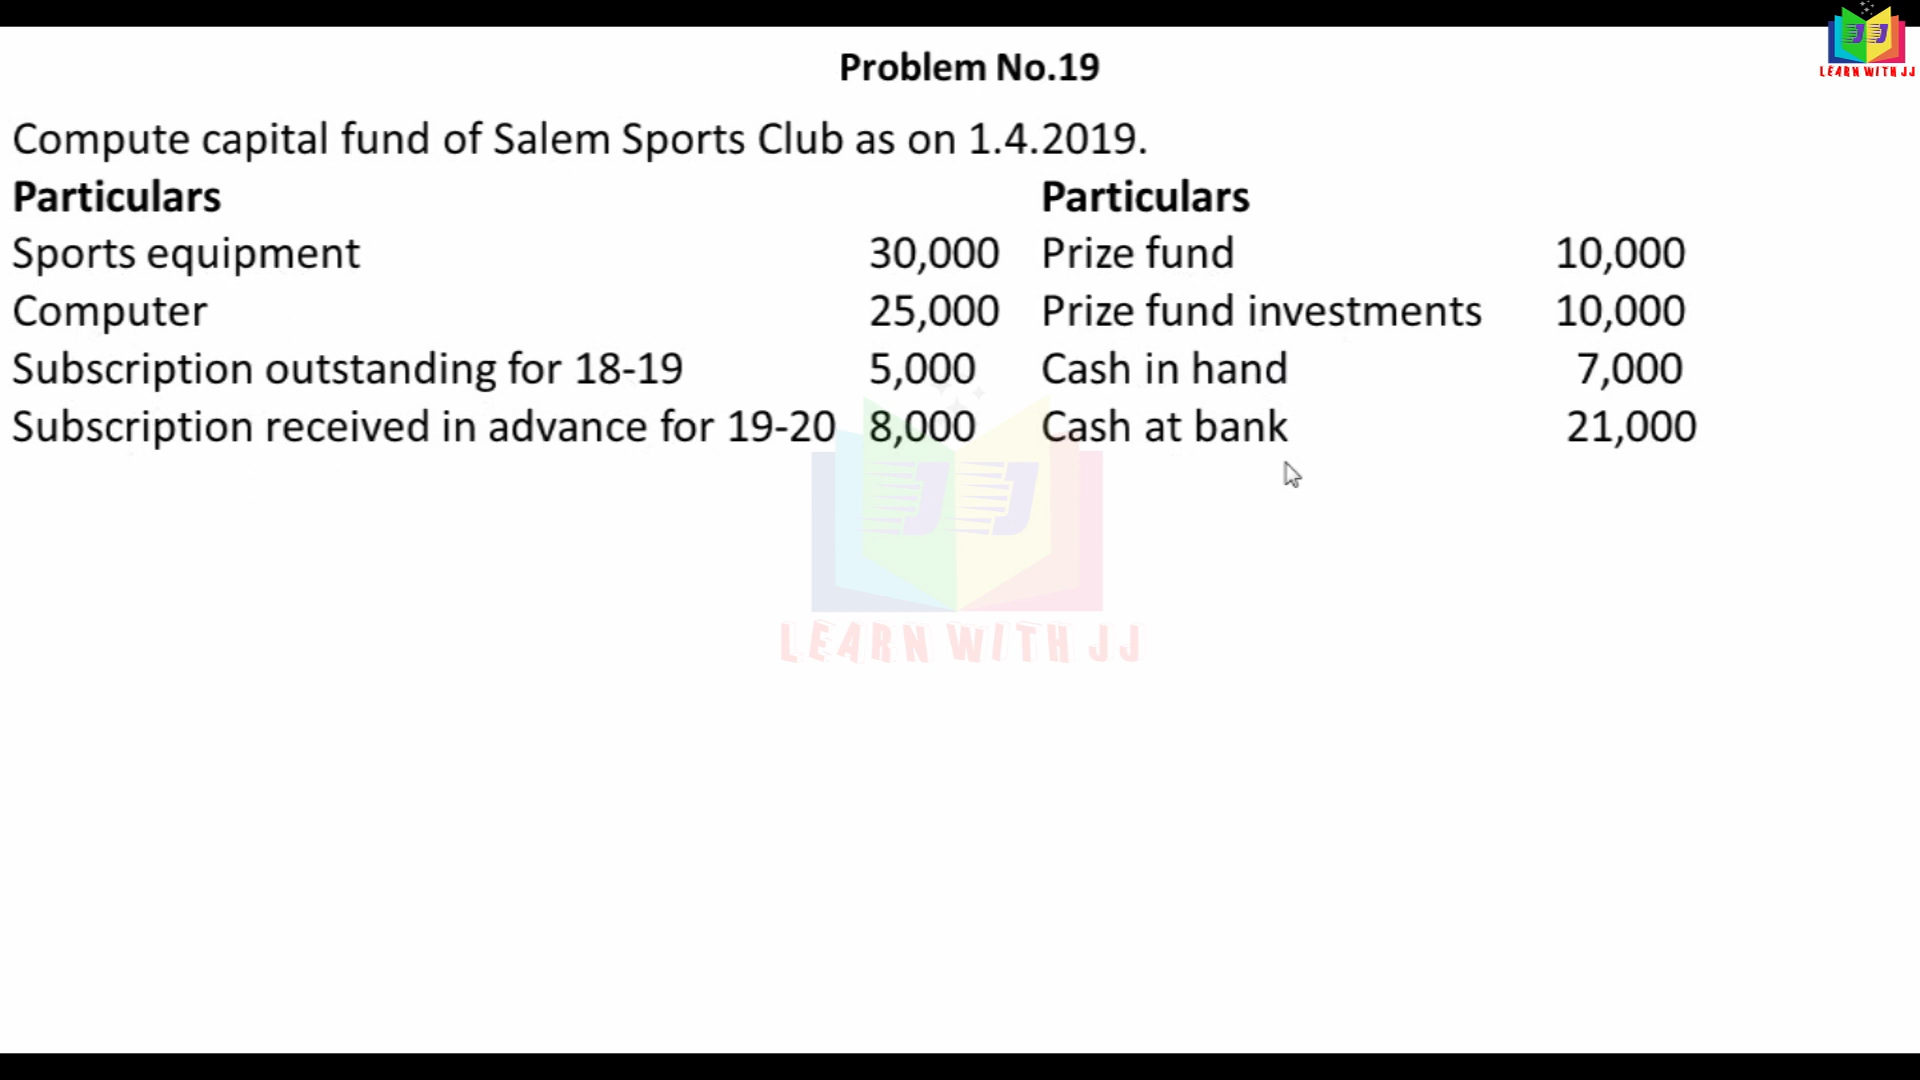 LEARN WITH JJ
Problem No.19
Compute capital fund of Salem Sports Club as on 1.4.2019.
Particulars Particulars
Sports equipment 30,000 Prize fund 10,000
Computer 25,000 Prize fund investments 10,000
Subscription outstanding for 18-19 5,000 Cash in hand 7,000
Subscription received in advance for 19-20 8,000 Cash at bank 21,000
JJ
LEARN WITH JJ